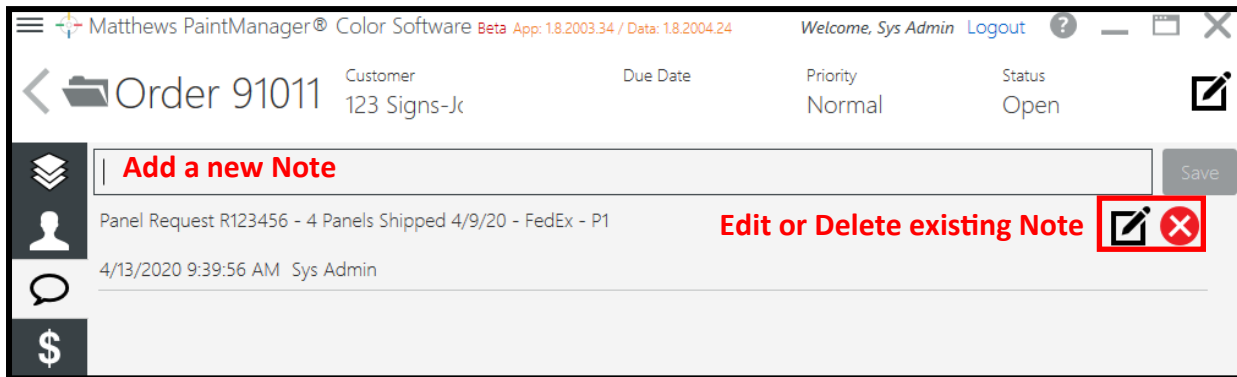 Matthews PaintManager® Color Software Beta App: 1.8.2003.34 / Data: 1.8.2004.24 Welcome, Sys Admin Logout ?
Order 91011 Customer Due Date Priority Status
123 Signs-Jc Normal Open
Add a new Note Save
Panel Request R123456 - 4 Panels Shipped 4/9/20 - FedEx - P1
Edit or Delete existing Note
4/13/2020 9:39:56 AM Sys Admin
$